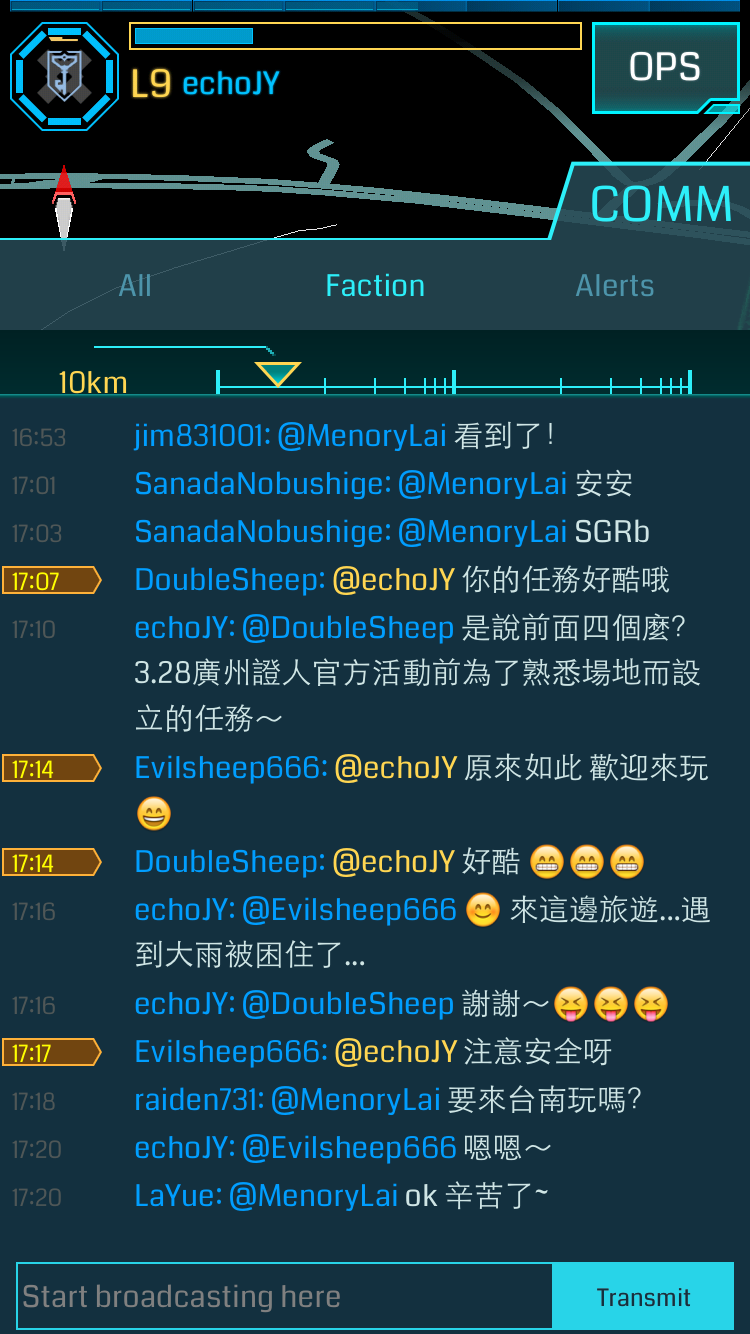 L9 echoJY
OPS
COMM
All Faction Alerts
10km
16:53 jim831001: @MenoryLai 看到了!
17:01 SanadaNobushige: @MenoryLai 安安
17:03 SanadaNobushige: @MenoryLai SGRb
17:07 DoubleSheep: @echoJY 你的任務好酷哦
17:10 echoJY: @DoubleSheep 是說前面四個麼?
3.28廣州證人官方活動前為了熟悉場地而設
立的任務～
17:14 Evilsheep666: @echoJY 原來如此 歡迎來玩
😄
17:14 DoubleSheep: @echoJY 好酷 😁😁😁
17:16 echoJY: @Evilsheep666 😊 來這邊旅遊...遇
到大雨被困住了...
17:16 echoJY: @DoubleSheep 謝謝～😝😝😝
17:17 Evilsheep666: @echoJY 注意安全呀
17:18 raiden731: @MenoryLai 要來台南玩嗎?
17:20 echoJY: @Evilsheep666 嗯嗯～
17:20 LaYue: @MenoryLai ok 辛苦了~
Start broadcasting here Transmit